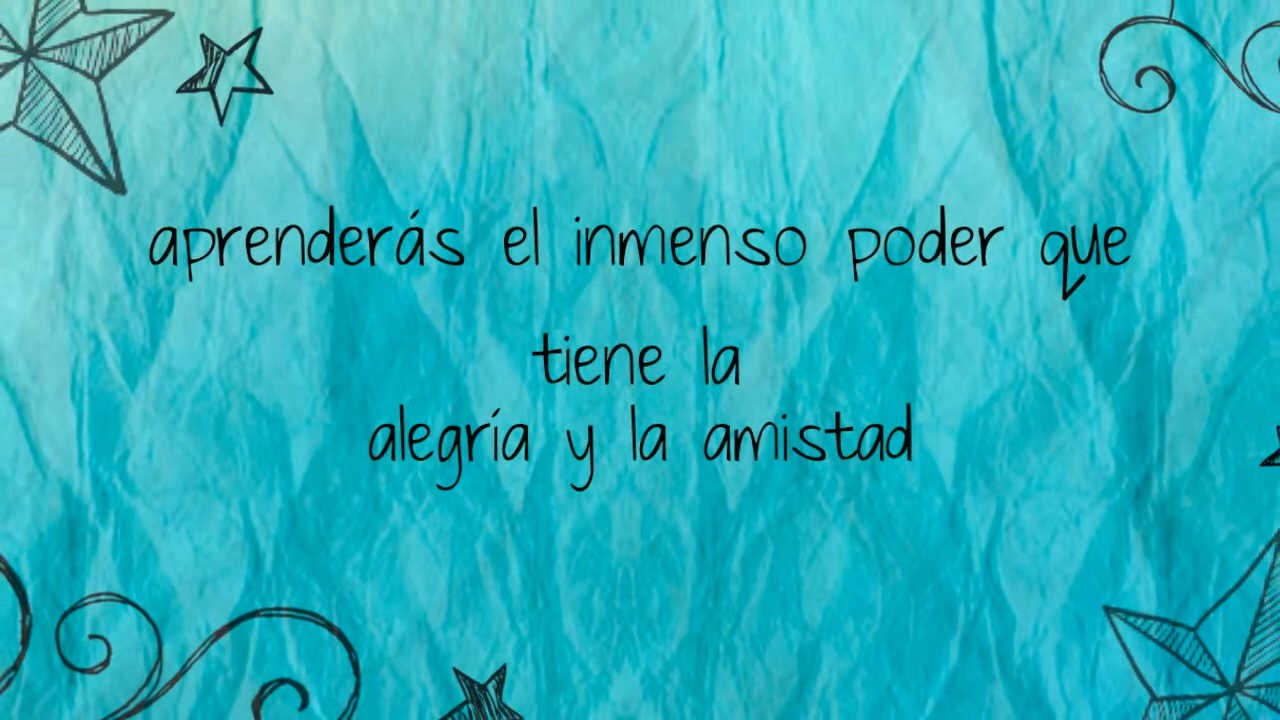 aprenderás el inmenso poder que
tiene la
alegría y la amistad